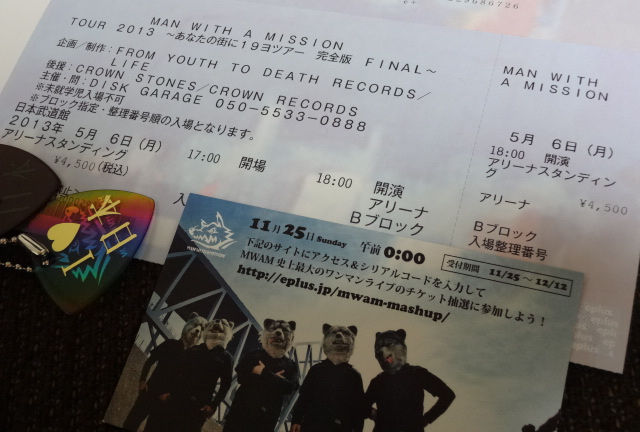 MAN WITH A MISSION
TOUR 2013 ～あなたの街に19ヨツアー 完全版 FINAL～
企画/制作:FROM YOUTH TO DEATH RECORDS/
LIFE
後援:CROWN STONES/CROWN RECORDS
主催・問:DISK GARAGE 050-5533-0888
※未就学児入場不可
※ブロック指定・整理番号順の入場となります。
日本武道館
2013年 5月 6日(月)
アリーナスタンディング
17:00 開場
18:00 開演
¥4,500(税込)
アリーナ
Bブロック
MAN WITH
A MISSION
5月 6日(月)
18:00 開演
アリーナスタンディン
グ
¥4,500
アリーナ
Bブロック
入場整理番号
11月25日Sunday 午前0:00
受付期間 11/25～12/12
下記のサイトにアクセス&シリアルコードを入力して
MWAM 史上最大のワンマンライブのチケット抽選に参加しよう！
http://eplus.jp/mwam-mashup/